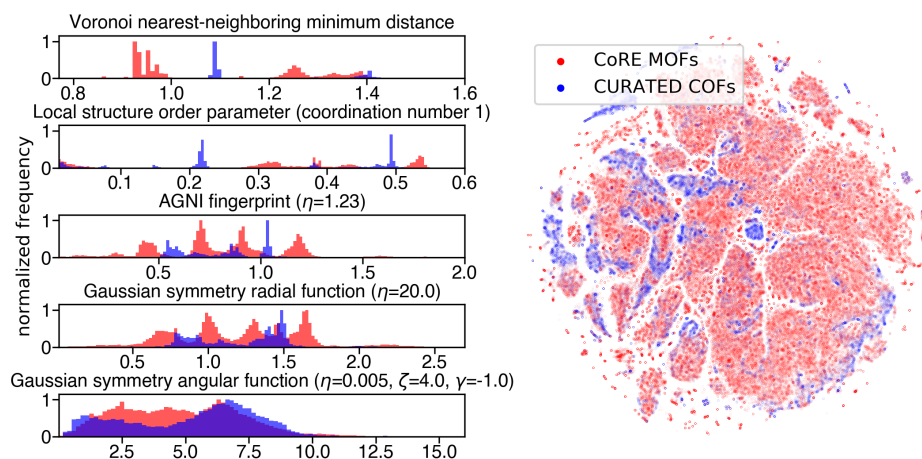 Voronoi nearest-neighboring minimum distance
1
0
0.8 1.0 1.2 1.4 1.6
Local structure order parameter (coordination number 1)
1
0
0.1 0.2 0.3 0.4 0.5 0.6
AGNI fingerprint (η=1.23)
1
0
0.5 1.0 1.5 2.0
Gaussian symmetry radial function (η=20.0)
1
0
0.5 1.0 1.5 2.0 2.5
Gaussian symmetry angular function (η=0.005, ζ=4.0, γ=-1.0)
1
0
2.5 5.0 7.5 10.0 12.5 15.0
normalized frequency
CoRE MOFs
CURATED COFs